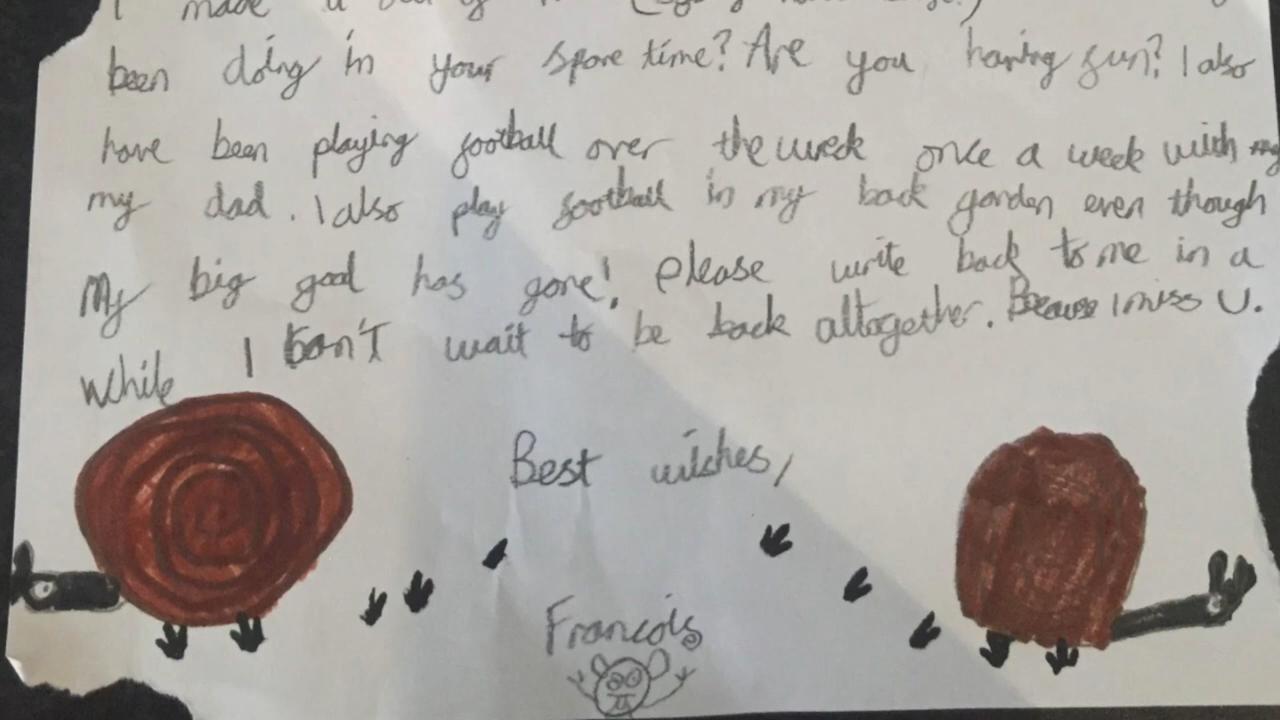 I made a
been doing in your spare time? Are you having fun? I also
have been playing football over the week once a week with my
my dad. I also play football in my back garden even though
My big goal has gone! Please write back to me in a
while I can't wait to be back altogether. Because I miss U.
Best wishes,
Francois